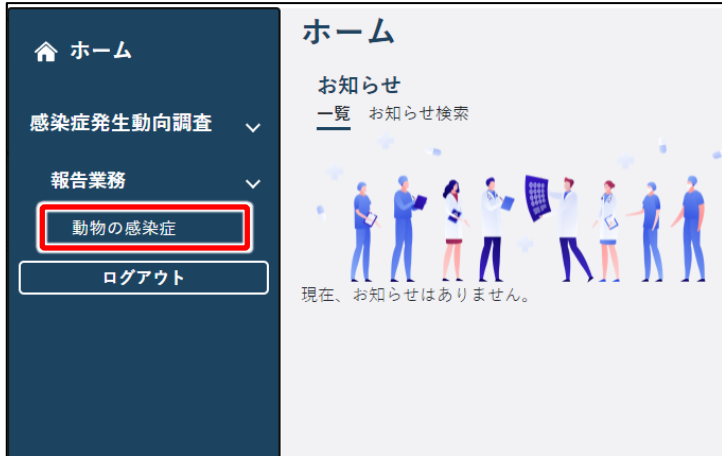 ホーム
感染症発生動向調査
報告業務
動物の感染症
ログアウト
ホーム
お知らせ
一覧 お知らせ検索
現在、お知らせはありません。